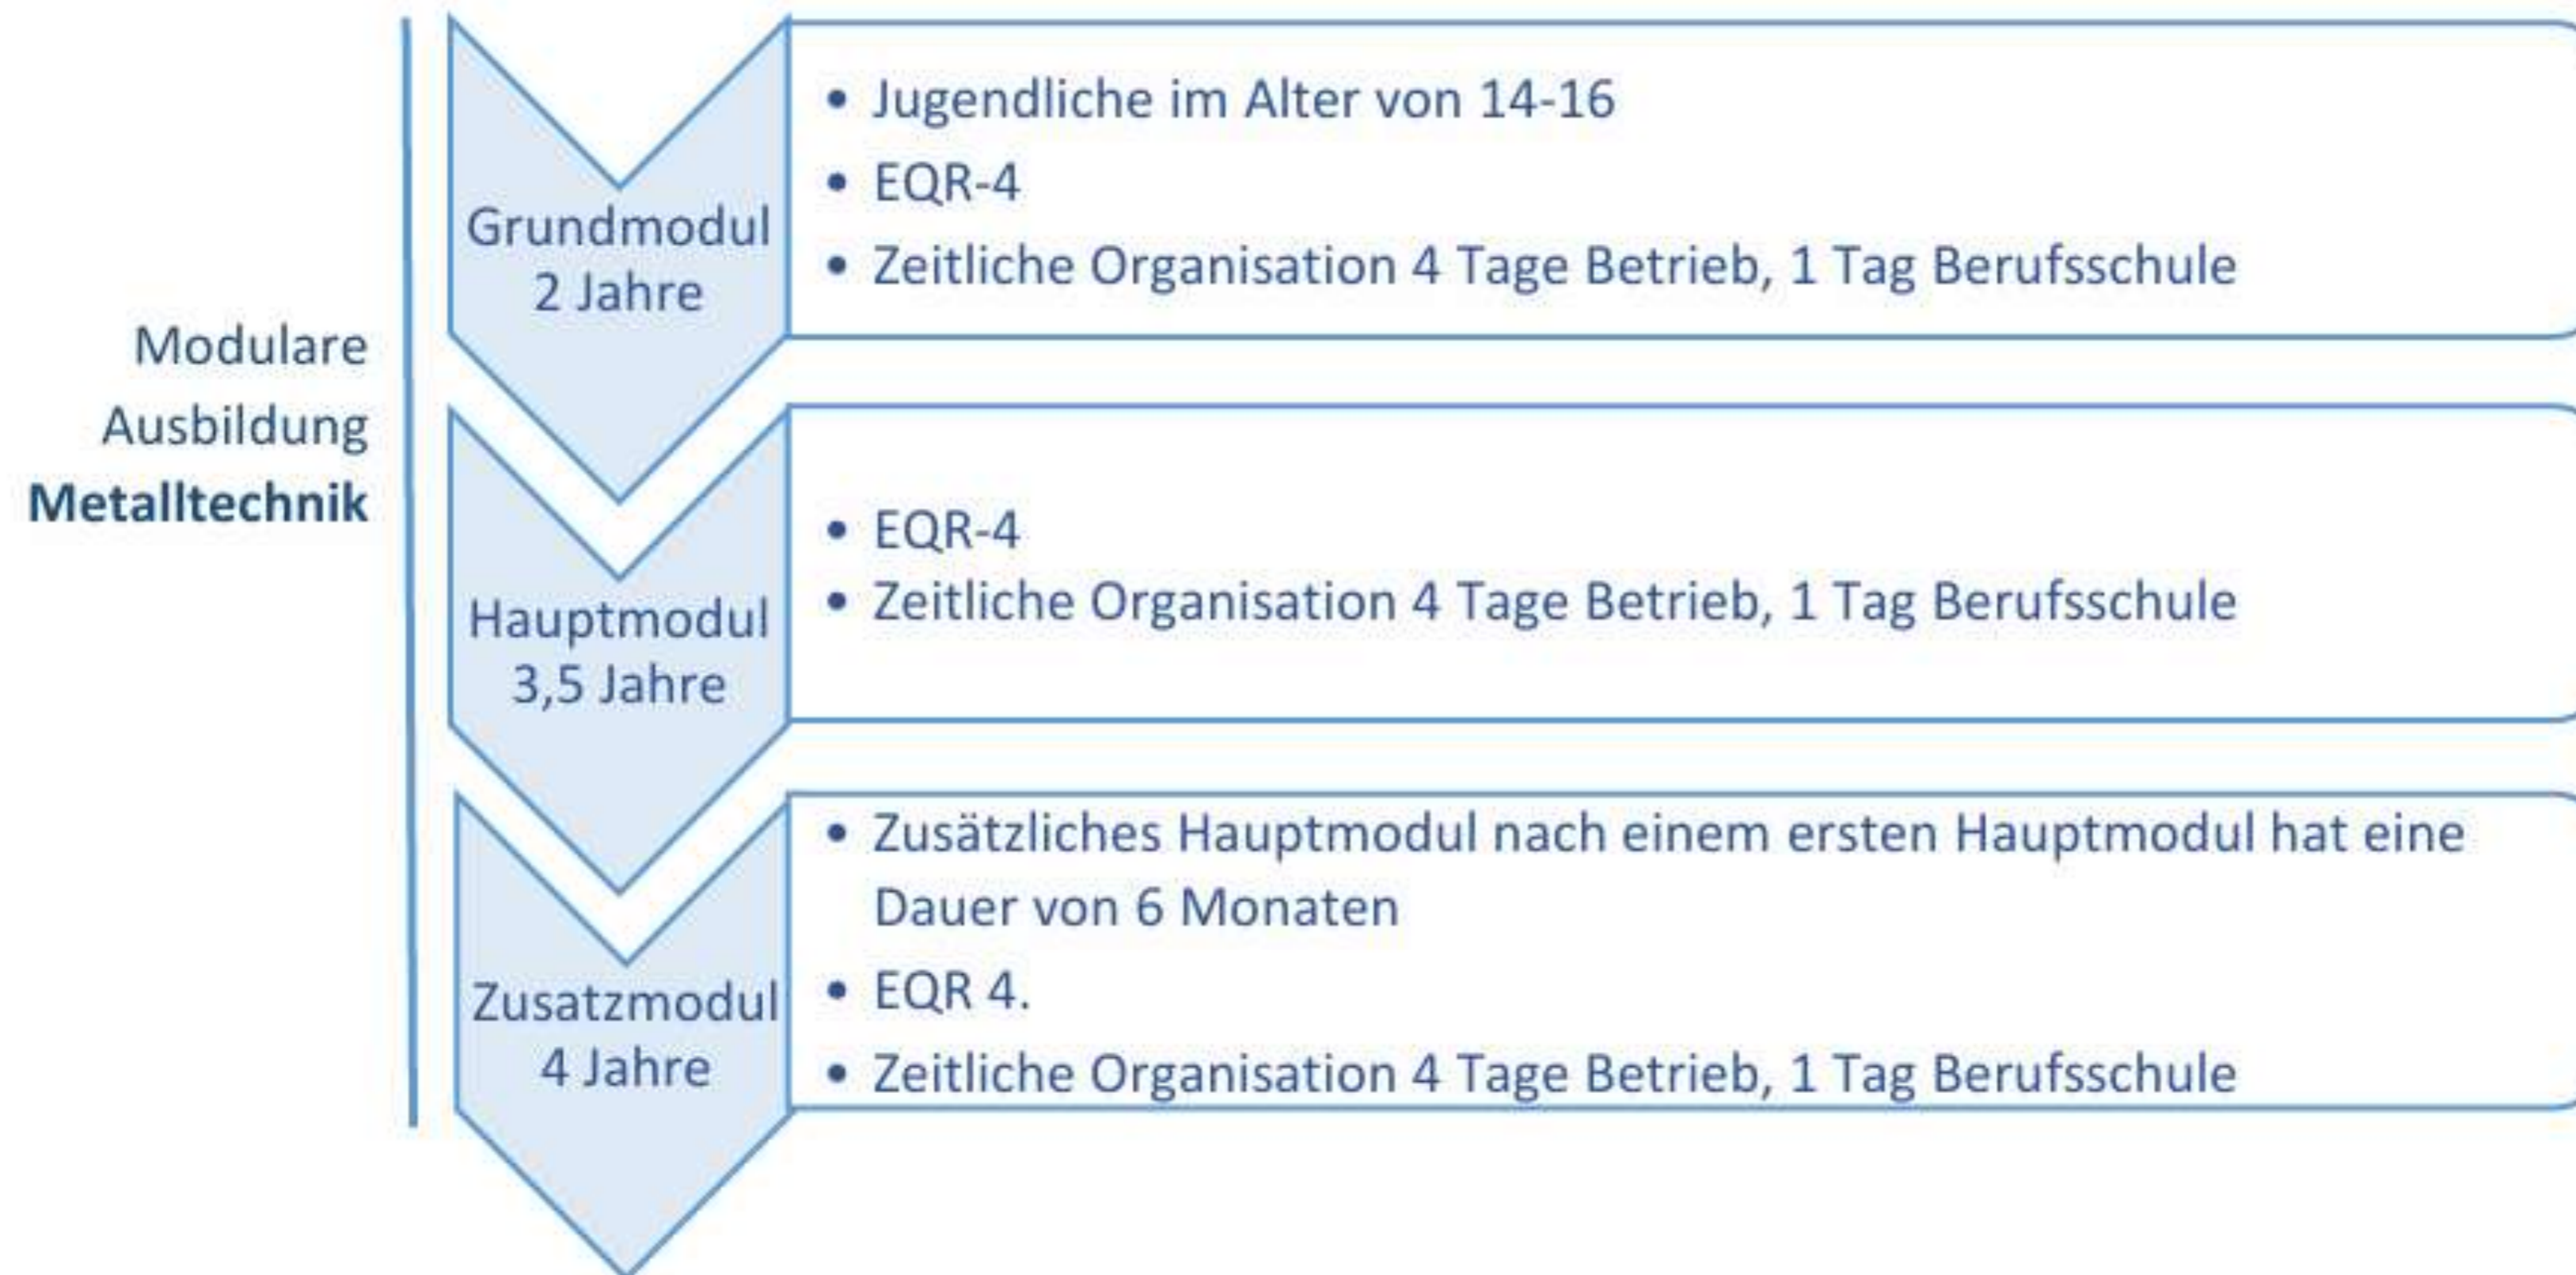 Modulare
Ausbildung
Metalltechnik
Grundmodul
2 Jahre
• Jugendliche im Alter von 14-16
• EQR-4
• Zeitliche Organisation 4 Tage Betrieb, 1 Tag Berufsschule
Hauptmodul
3,5 Jahre
• EQR-4
• Zeitliche Organisation 4 Tage Betrieb, 1 Tag Berufsschule
Zusatzmodul
4 Jahre
• Zusätzliches Hauptmodul nach einem ersten Hauptmodul hat eine
Dauer von 6 Monaten
• EQR 4.
• Zeitliche Organisation 4 Tage Betrieb, 1 Tag Berufsschule